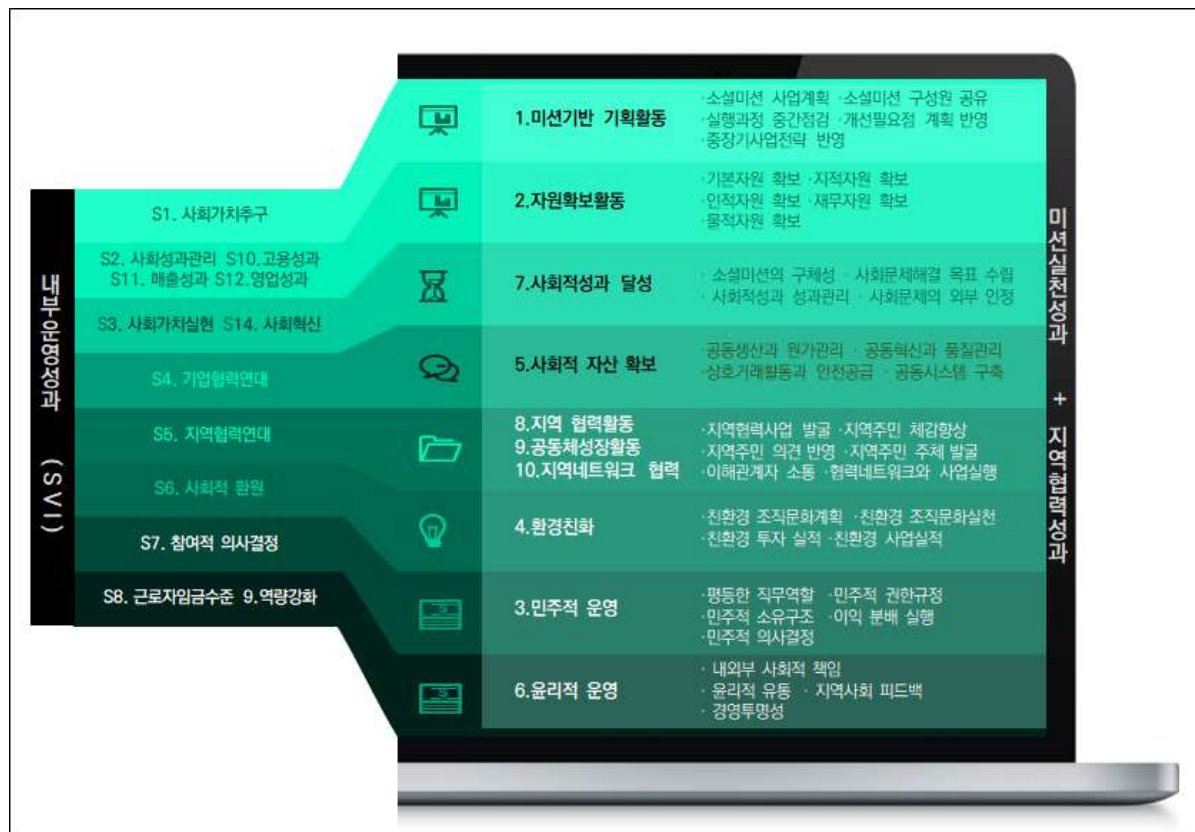 내부운영성과 (SVI)
S1. 사회가치추구
S2. 사회성과관리 S10.고용성과
S11. 매출성과 S12.영업성과
S3. 사회가치실현 S14. 사회혁신
S4. 기업협력연대
S5. 지역협력연대
S6. 사회적 환원
S7. 참여적 의사결정
S8. 근로자임금수준 9.역량강화
1.미션기반 기획활동
·소셜미션 사업계획 ·소셜미션 구성원 공유
·실행과정 중간점검 ·개선필요점 계획 반영
·중장기사업전략 반영
2.자원확보활동
·기본자원 확보 ·지적자원 확보
·인적자원 확보 ·재무자원 확보
·물적자원 확보
7.사회적성과 달성
· 소셜미션의 구체성 · 사회문제해결 목표 수립
· 사회적성과 성과관리 · 사회문제의 외부 인정
5.사회적 자산 확보
·공동생산과 원가관리 · 공동혁신과 품질관리
·상호거래활동과 안전공급 · 공동시스템 구축
8.지역 협력활동
9.공동체성장활동
10.지역네트워크 협력
·지역협력사업 발굴 ·지역주민 체감향상
·지역주민 의견 반영 ·지역주민 주체 발굴
·이해관계자 소통 ·협력네트워크와 사업실행
4.환경친화
·친환경 조직문화계획 ·친환경 조직문화실천
·친환경 투자 실적 ·친환경 사업실적
3.민주적 운영
·평등한 직무역할 ·민주적 권한규정
·민주적 소유구조 ·이익 분배 실행
·민주적 의사결정
6.윤리적 운영
· 내외부 사회적 책임
· 윤리적 유통 · 지역사회 피드백
· 경영투명성
미션실천성과 + 지역협력성과